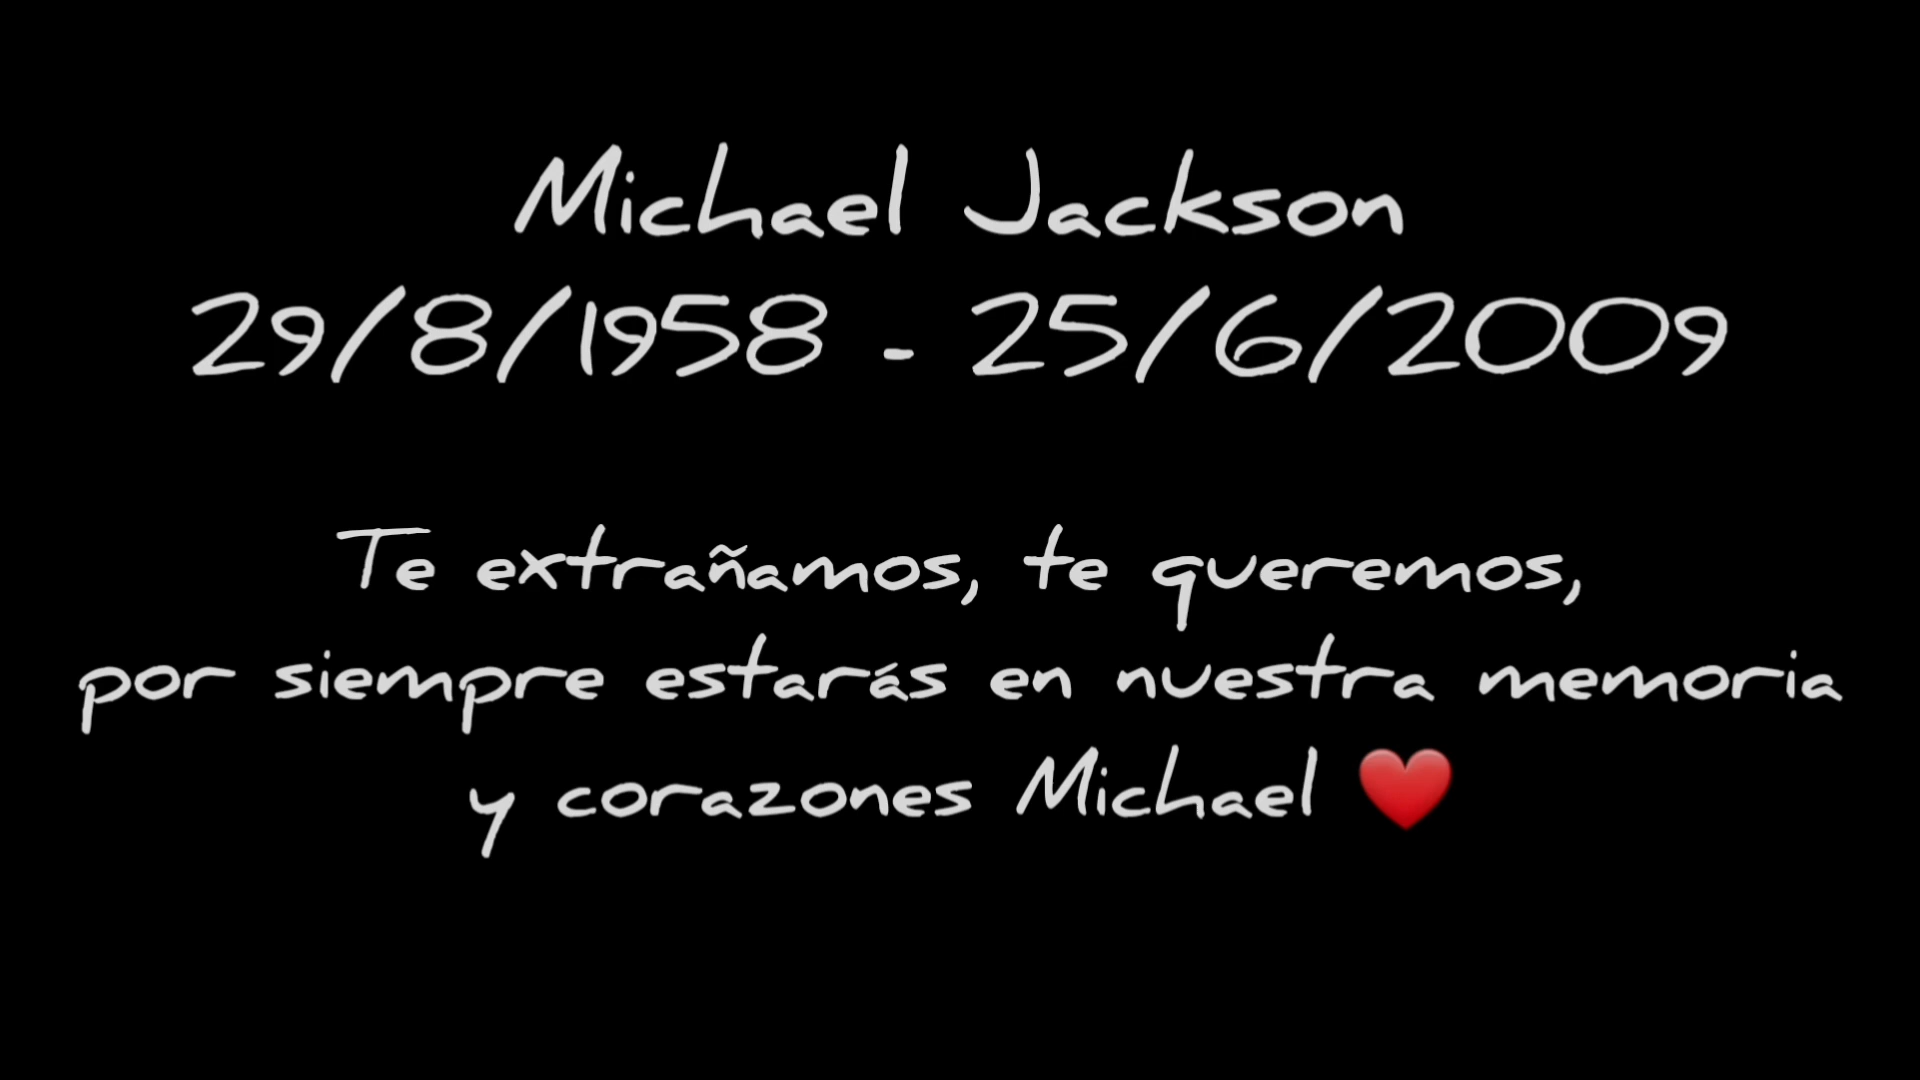 Michael Jackson
29/8/1958 - 25/6/2009
Te extrañamos, te queremos,
por siempre estarás en nuestra memoria
y corazones Michael ❤️